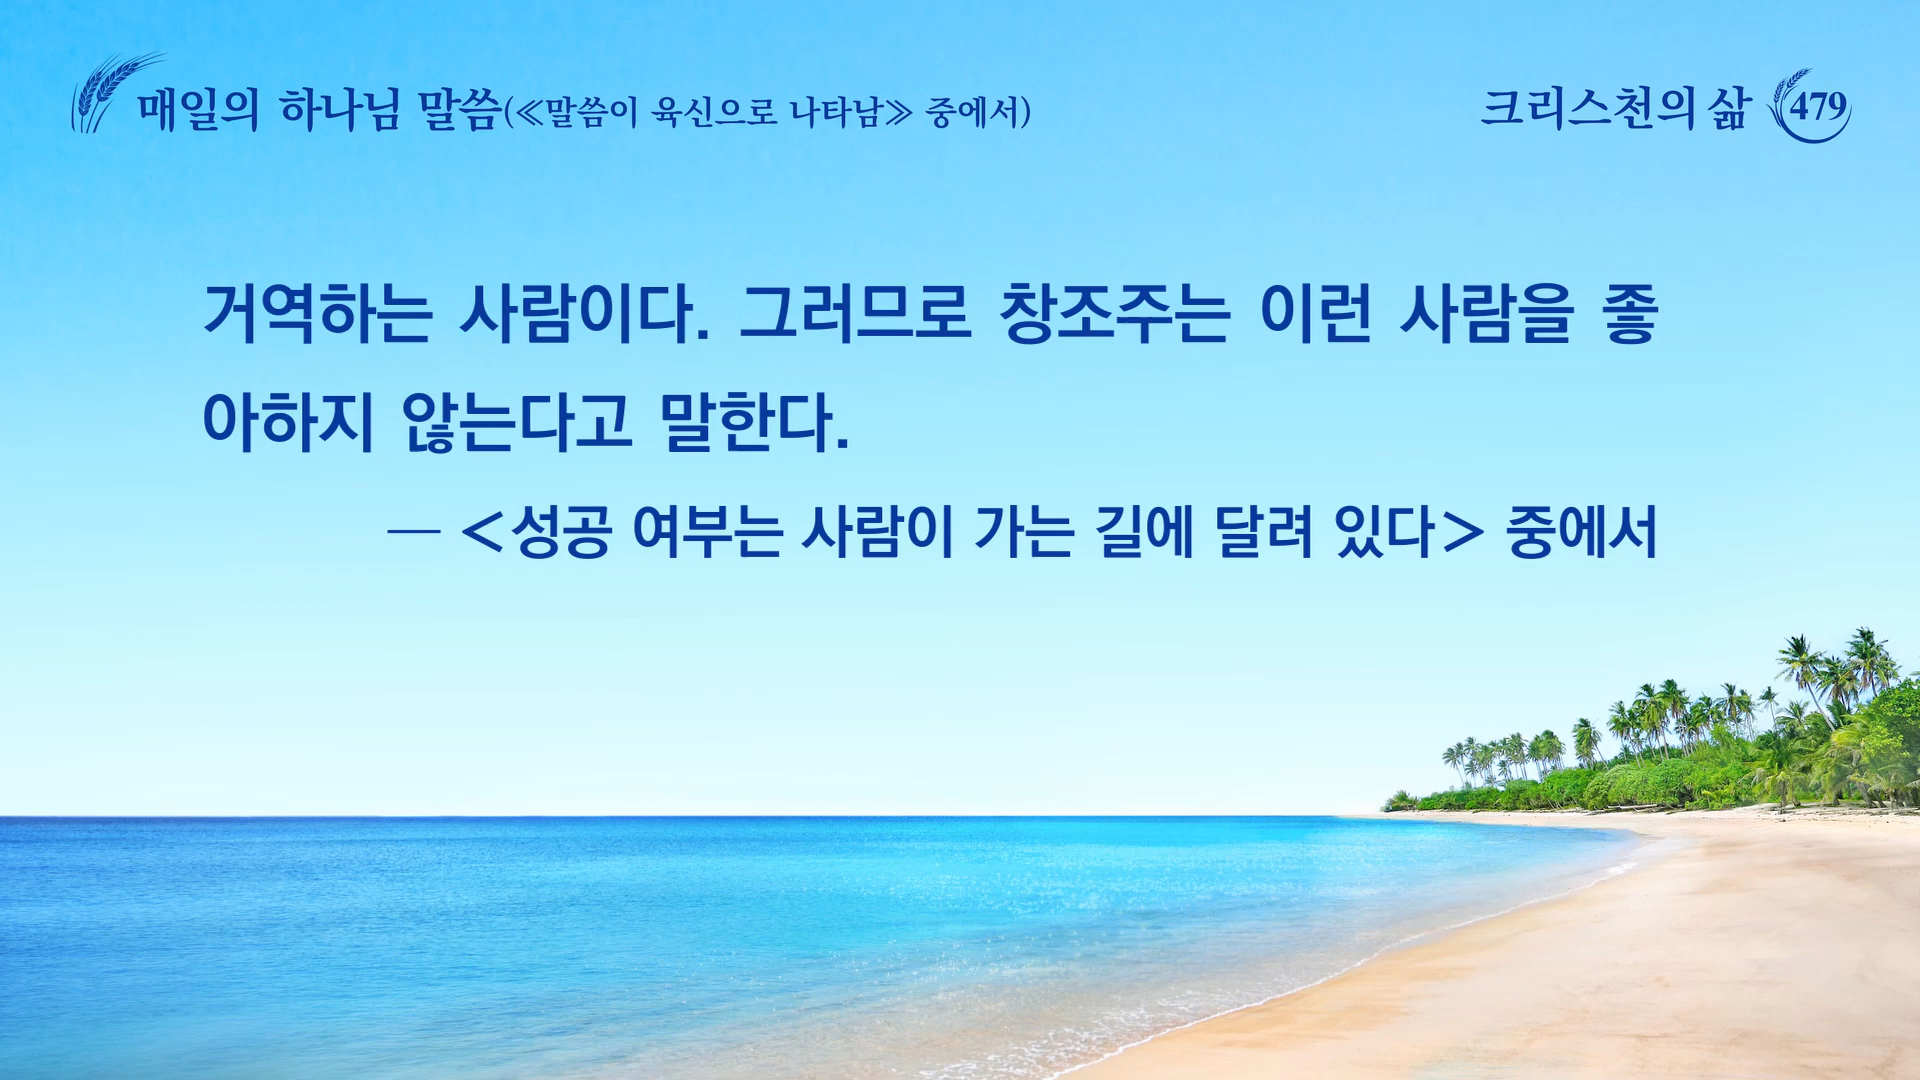 매일의 하나님 말씀(≪말씀이 육신으로 나타남≫ 중에서)
크리스천의 삶 479
거역하는 사람이다. 그러므로 창조주는 이런 사람을 좋
아하지 않는다고 말한다.
— <성공 여부는 사람이 가는 길에 달려 있다> 중에서